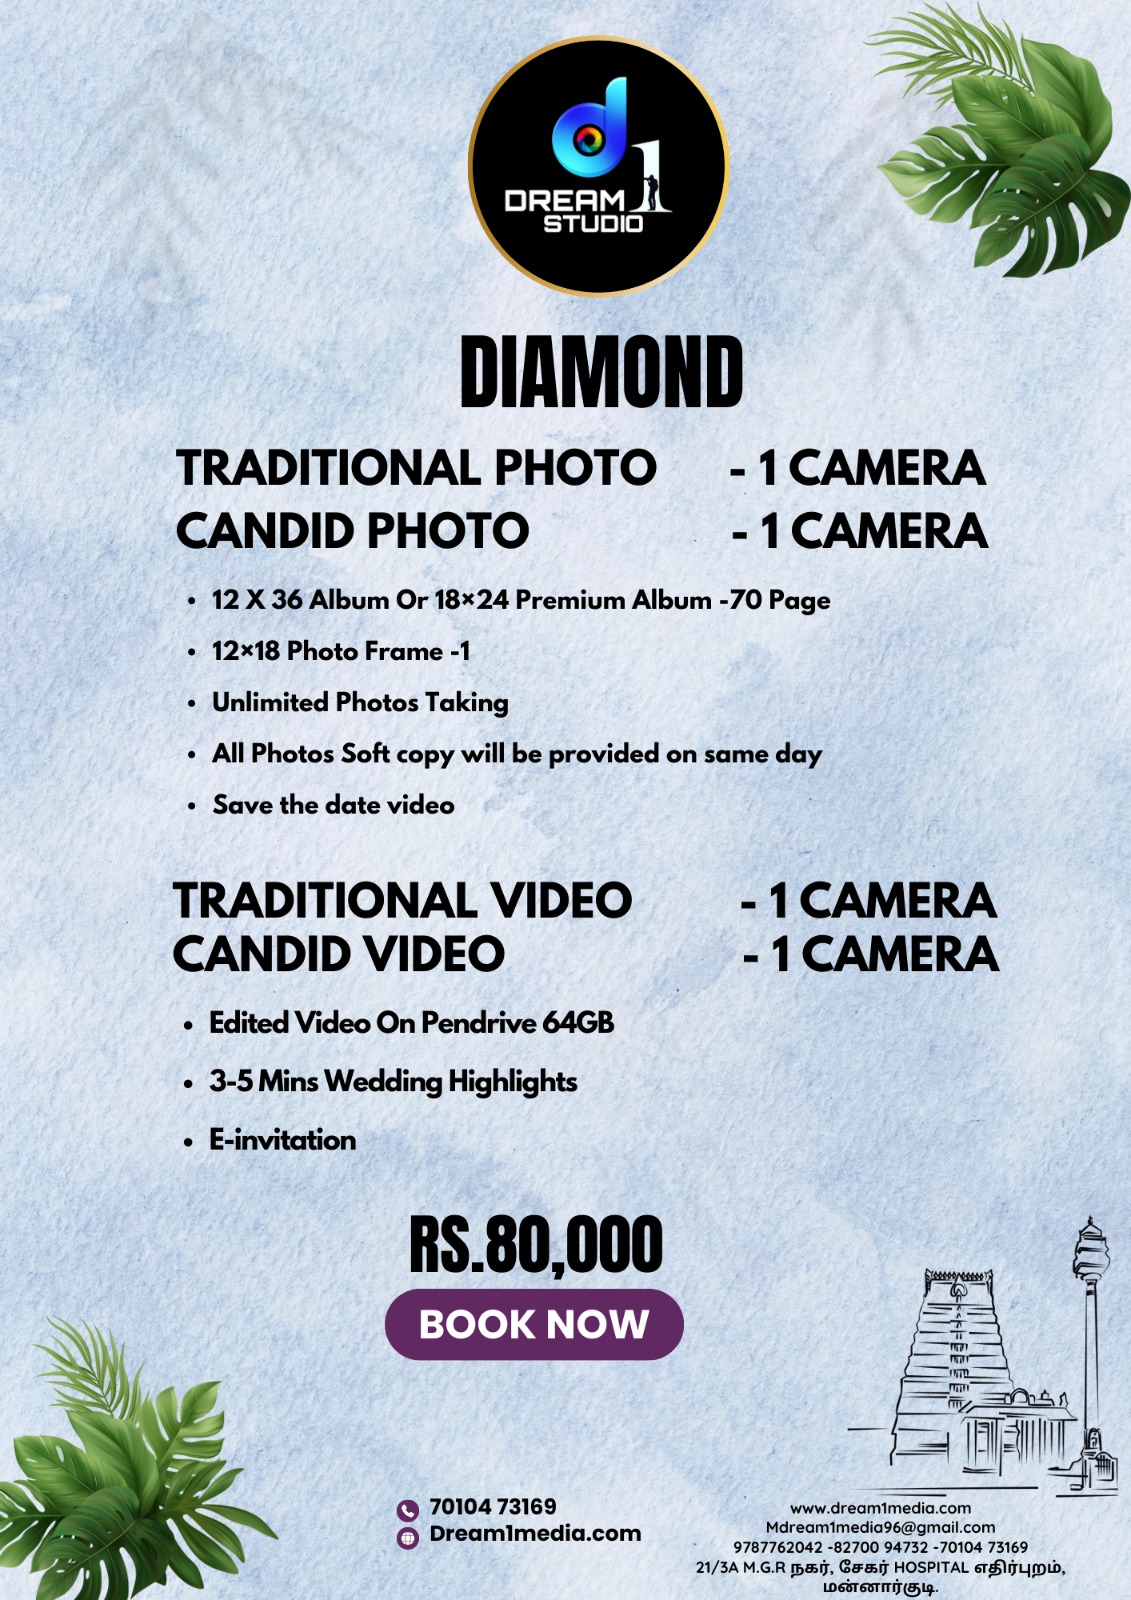 d
DREAM 1
STUDIO
DIAMOND
TRADITIONAL PHOTO - 1 CAMERA
CANDID PHOTO - 1 CAMERA
• 12 X 36 Album Or 18×24 Premium Album -70 Page
• 12×18 Photo Frame -1
• Unlimited Photos Taking
• All Photos Soft copy will be provided on same day
• Save the date video
TRADITIONAL VIDEO - 1 CAMERA
CANDID VIDEO - 1 CAMERA
• Edited Video On Pendrive 64GB
• 3-5 Mins Wedding Highlights
• E-invitation
RS.80,000
BOOK NOW
70104 73169
Dream1media.com
www.dream1media.com
Mdream1media96@gmail.com
9787762042 -82700 94732 -70104 73169
21/3A M.G.R நகர், சேகர் HOSPITAL எதிர்புறம்,
மன்னார்குடி.